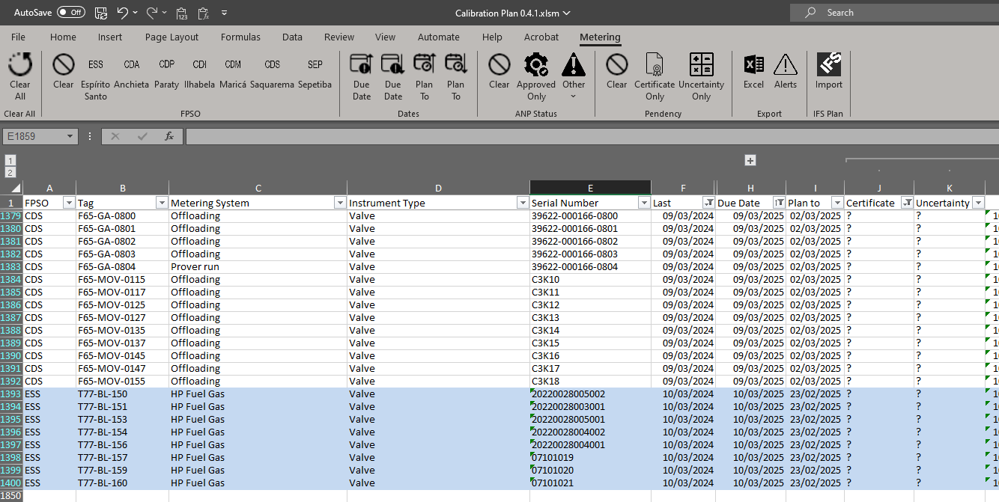 AutoSave Off Calibration Plan 0.4.1.xlsm Search
File Home Insert Page Layout Formulas Data Review View Automate Help Acrobat Metering
ESS CDA CDP CDI CDM CDS SEP
Clear All Clear Espírito Santo Anchieta Paraty Ilhabela Maricá Saquarema Sepetiba Due Date Due Date Plan To Plan To Clear Approved Only Other Clear Certificate Only Uncertainty Only Excel Alerts Import
Clear All FPSO Dates ANP Status Pendency Export IFS Plan
E1859 fx
1
2
A B C D E F H I J K
1 FPSO Tag Metering System Instrument Type Serial Number Last Due Date Plan to Certificate Uncertainty
1379 CDS F65-GA-0800 Offloading Valve 39622-000166-0800 09/03/2024 09/03/2025 02/03/2025 ? ?
1380 CDS F65-GA-0801 Offloading Valve 39622-000166-0801 09/03/2024 09/03/2025 02/03/2025 ? ?
1381 CDS F65-GA-0802 Offloading Valve 39622-000166-0802 09/03/2024 09/03/2025 02/03/2025 ? ?
1382 CDS F65-GA-0803 Offloading Valve 39622-000166-0803 09/03/2024 09/03/2025 02/03/2025 ? ?
1383 CDS F65-GA-0804 Prover run Valve 39622-000166-0804 09/03/2024 09/03/2025 02/03/2025 ? ?
1384 CDS F65-MOV-0115 Offloading Valve C3K10 09/03/2024 09/03/2025 02/03/2025 ? ?
1385 CDS F65-MOV-0117 Offloading Valve C3K11 09/03/2024 09/03/2025 02/03/2025 ? ?
1386 CDS F65-MOV-0125 Offloading Valve C3K12 09/03/2024 09/03/2025 02/03/2025 ? ?
1387 CDS F65-MOV-0127 Offloading Valve C3K13 09/03/2024 09/03/2025 02/03/2025 ? ?
1388 CDS F65-MOV-0135 Offloading Valve C3K14 09/03/2024 09/03/2025 02/03/2025 ? ?
1389 CDS F65-MOV-0137 Offloading Valve C3K15 09/03/2024 09/03/2025 02/03/2025 ? ?
1390 CDS F65-MOV-0145 Offloading Valve C3K16 09/03/2024 09/03/2025 02/03/2025 ? ?
1391 CDS F65-MOV-0147 Offloading Valve C3K17 09/03/2024 09/03/2025 02/03/2025 ? ?
1392 CDS F65-MOV-0155 Offloading Valve C3K18 09/03/2024 09/03/2025 02/03/2025 ? ?
1393 ESS T77-BL-150 HP Fuel Gas Valve 20220028005002 10/03/2024 10/03/2025 23/02/2025 ? ?
1394 ESS T77-BL-151 HP Fuel Gas Valve 20220028003001 10/03/2024 10/03/2025 23/02/2025 ? ?
1395 ESS T77-BL-153 HP Fuel Gas Valve 20220028005001 10/03/2024 10/03/2025 23/02/2025 ? ?
1396 ESS T77-BL-154 HP Fuel Gas Valve 20220028004002 10/03/2024 10/03/2025 23/02/2025 ? ?
1397 ESS T77-BL-156 HP Fuel Gas Valve 20220028004001 10/03/2024 10/03/2025 23/02/2025 ? ?
1398 ESS T77-BL-157 HP Fuel Gas Valve 07101019 10/03/2024 10/03/2025 23/02/2025 ? ?
1399 ESS T77-BL-159 HP Fuel Gas Valve 07101020 10/03/2024 10/03/2025 23/02/2025 ? ?
1400 ESS T77-BL-160 HP Fuel Gas Valve 07101021 10/03/2024 10/03/2025 23/02/2025 ? ?
1850